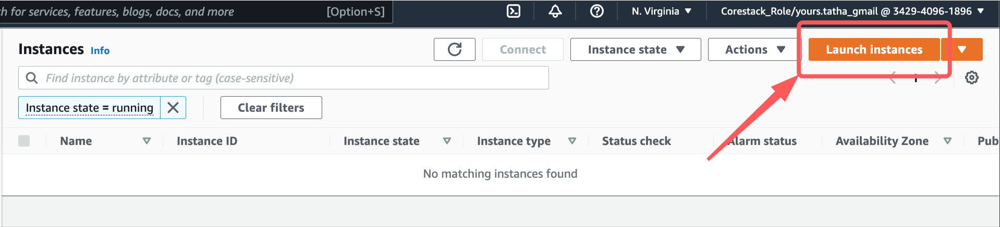 h for services, features, blogs, docs, and more [Option+S] N. Virginia Corestack_Role/yours.tatha_gmail @ 3429-4096-1896
Instances Info Connect Instance state Actions Launch instances
Find instance by attribute or tag (case-sensitive) 1
Instance state = running Clear filters
Name Instance ID Instance state Instance type Status check Alarm status Availability Zone Pub
No matching instances found